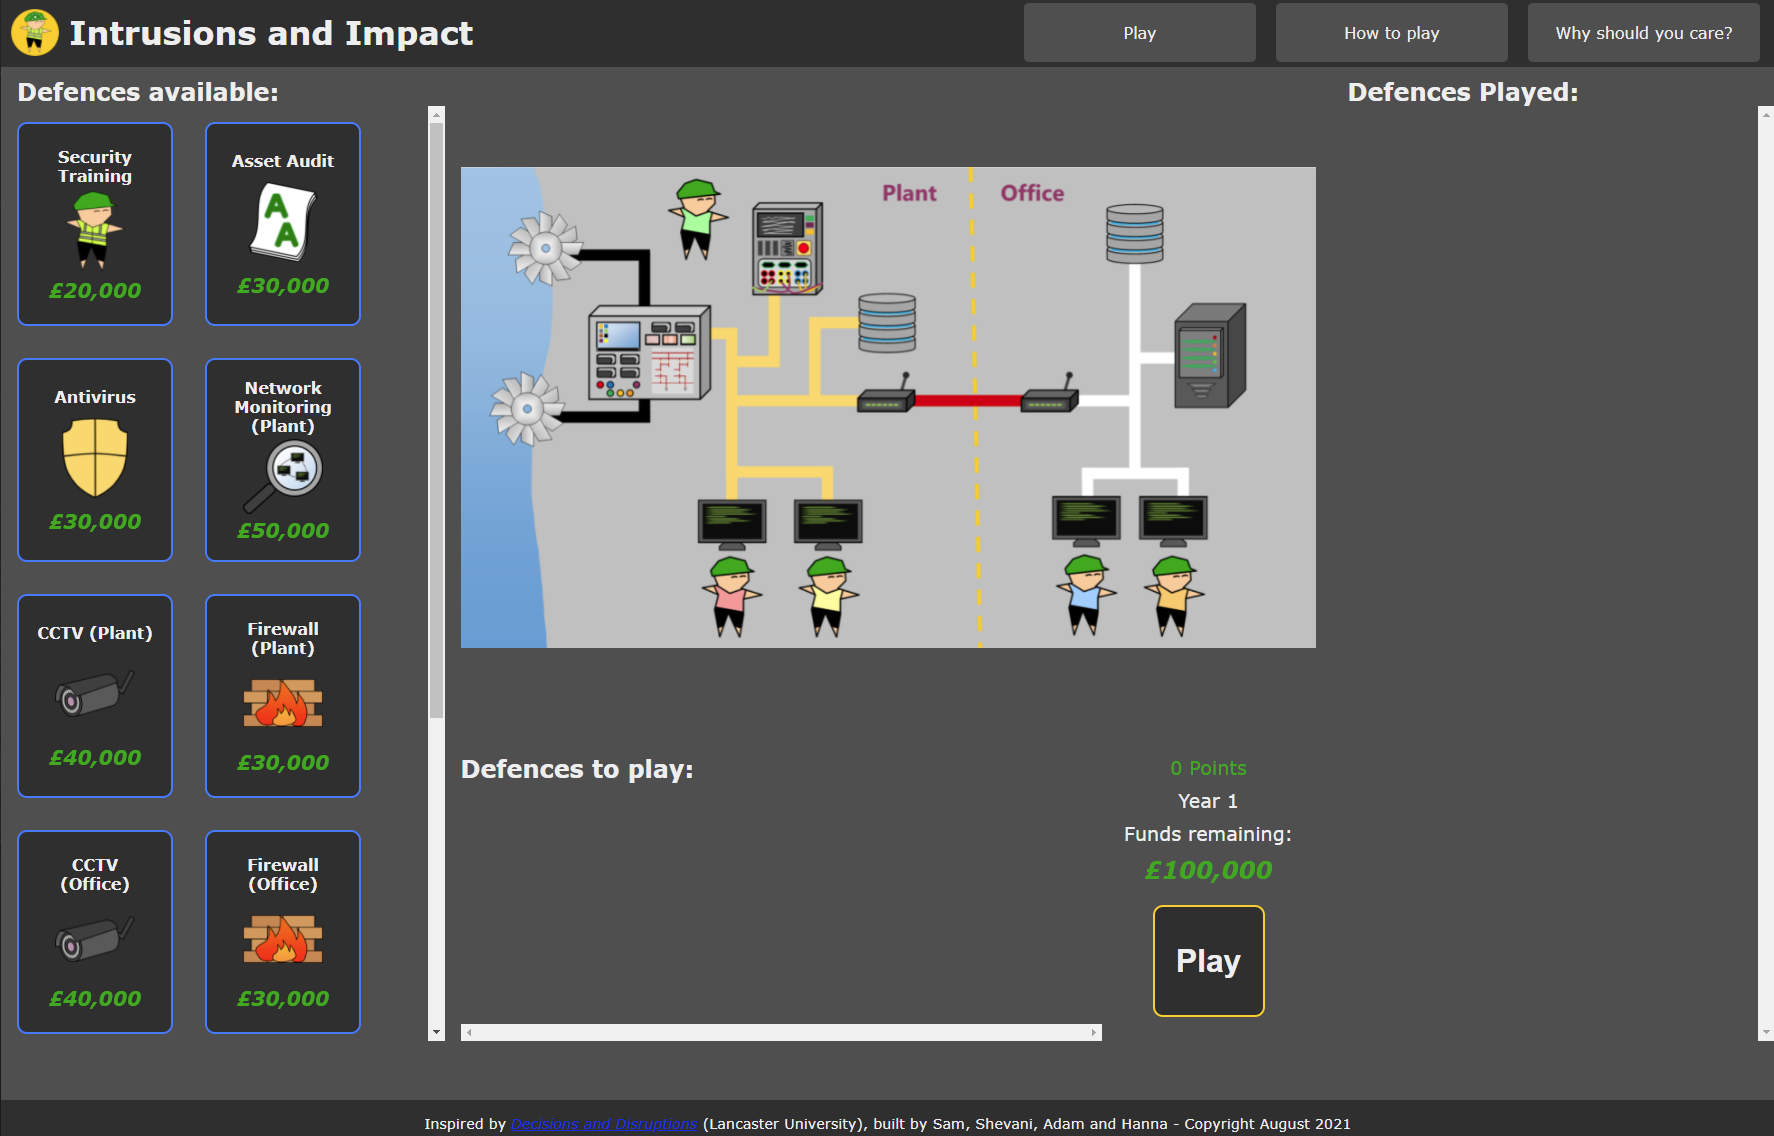 Intrusions and Impact
Play
How to play
Why should you care?
Defences available:
Security
Training
£20,000
Asset Audit
A
A
£30,000
Antivirus
£30,000
Network
Monitoring
(Plant)
£50,000
CCTV (Plant)
£40,000
Firewall
(Plant)
£30,000
CCTV
(Office)
£40,000
Firewall
(Office)
£30,000
Plant
Office
Defences to play:
0 Points
Year 1
Funds remaining:
£100,000
Play
Defences Played:
Inspired by Decisions and Disruptions (Lancaster University), built by Sam, Shevani, Adam and Hanna - Copyright August 2021